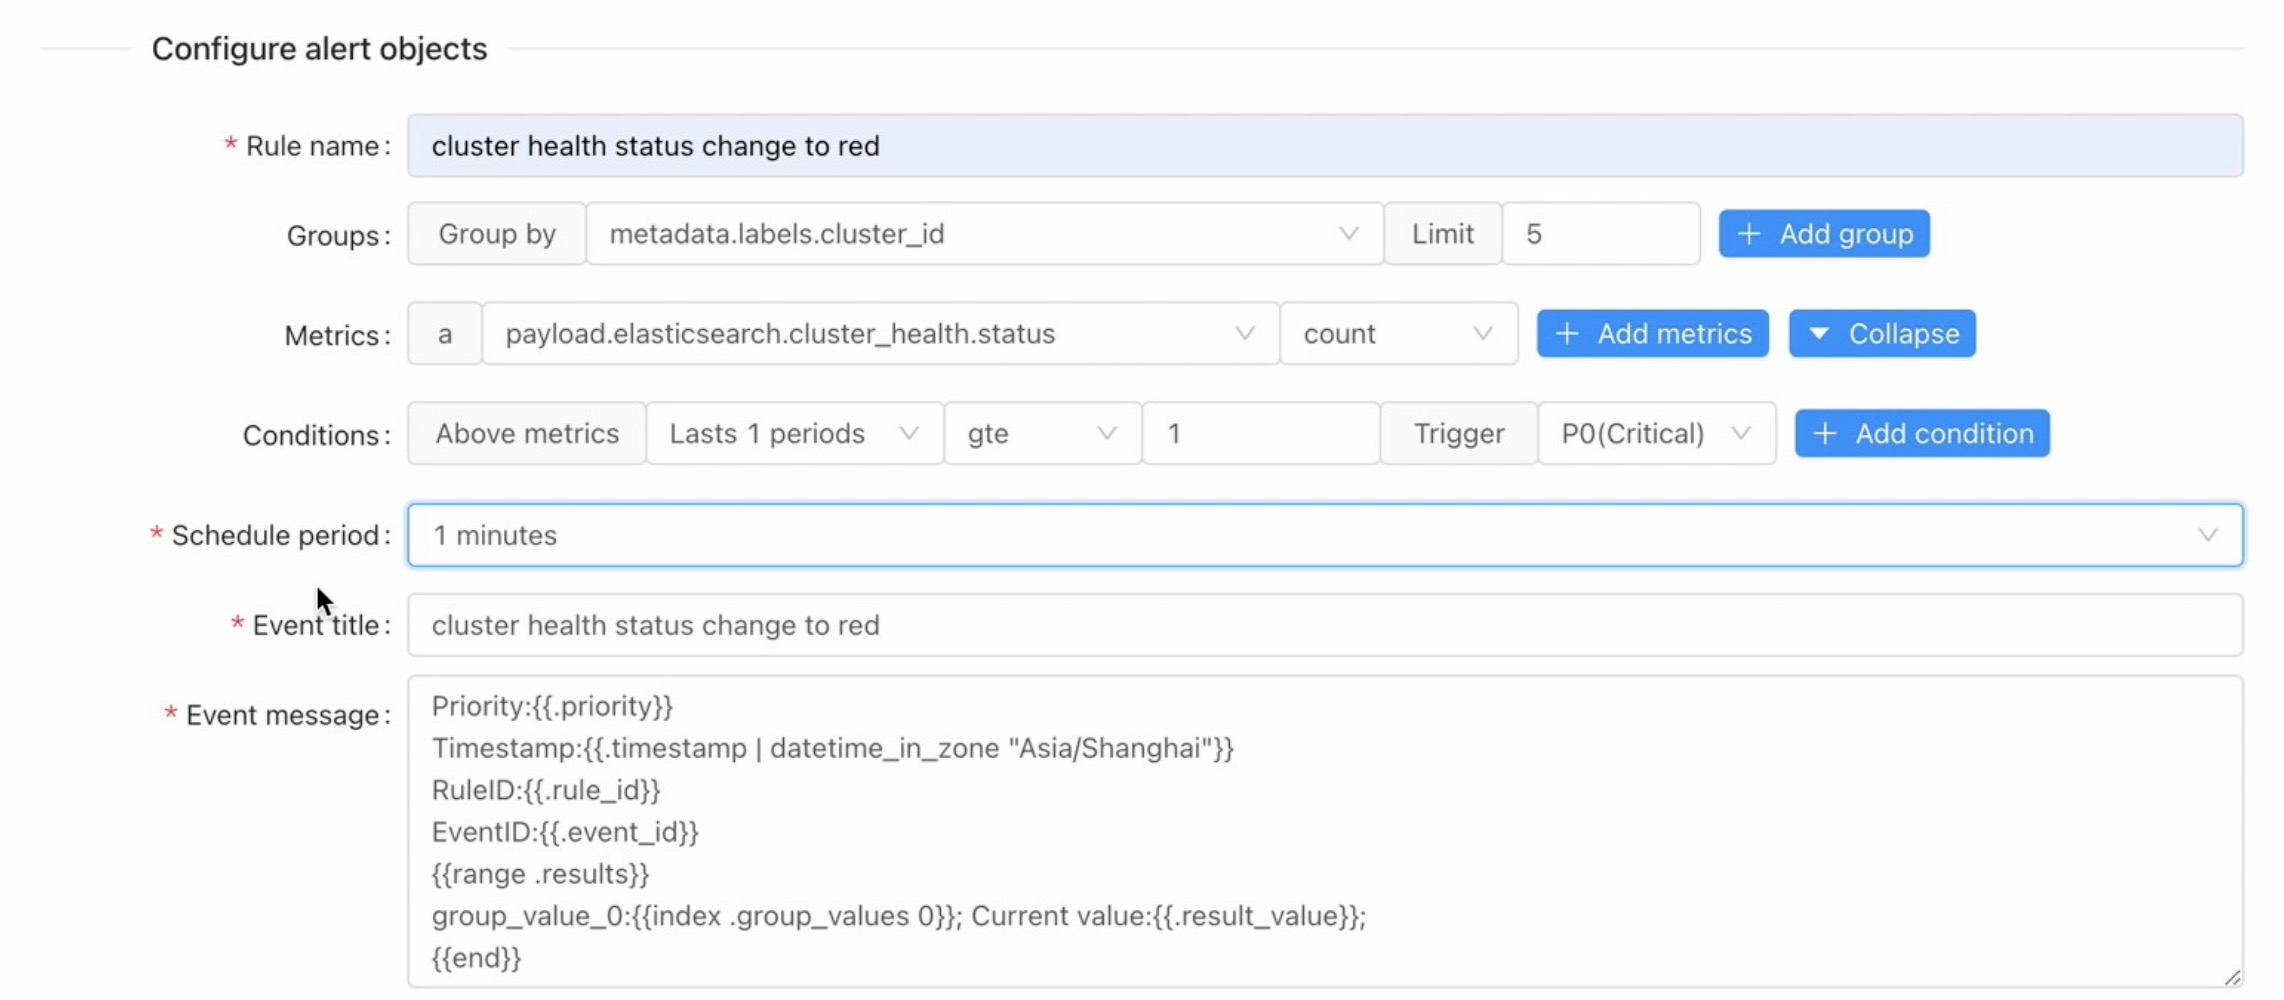 Configure alert objects
* Rule name: cluster health status change to red
Groups: Group by metadata.labels.cluster_id Limit 5 + Add group
Metrics: a payload.elasticsearch.cluster_health.status count + Add metrics Collapse
Conditions: Above metrics Lasts 1 periods gte 1 Trigger P0(Critical) + Add condition
* Schedule period: 1 minutes
* Event title: cluster health status change to red
* Event message: Priority:{{.priority}}
Timestamp:{{.timestamp | datetime_in_zone "Asia/Shanghai"}}
RuleID:{{.rule_id}}
EventID:{{.event_id}}
{{range .results}}
group_value_0:{{index .group_values 0}}; Current value:{{.result_value}};
{{end}}